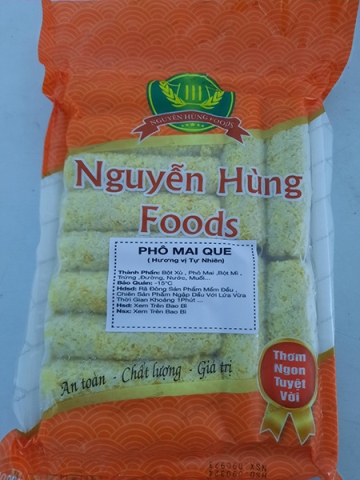 NGUYỄN HÙNG FOODS
Nguyễn Hùng
Foods
PHÔ MAI QUE
( Hương vị Tự Nhiên)
Thành Phần: Bột Xù , Phô Mai ,Bột Mì ,
Trứng ,Đường, Nước, Muối...
Bảo Quản: -15°C
Hdsd: Rã Đông Sản Phẩm Mềm Dẻo ,
Chiên Sản Phẩm Ngập Dầu Với Lửa Vừa
Thời Gian Khoảng 1Phút ...
Hsd: Xem Trên Bao Bì
Nsx: Xem Trên Bao Bì
Thơm
Ngon
Tuyệt
Vời
An toàn - Chất lượng - Giá trị